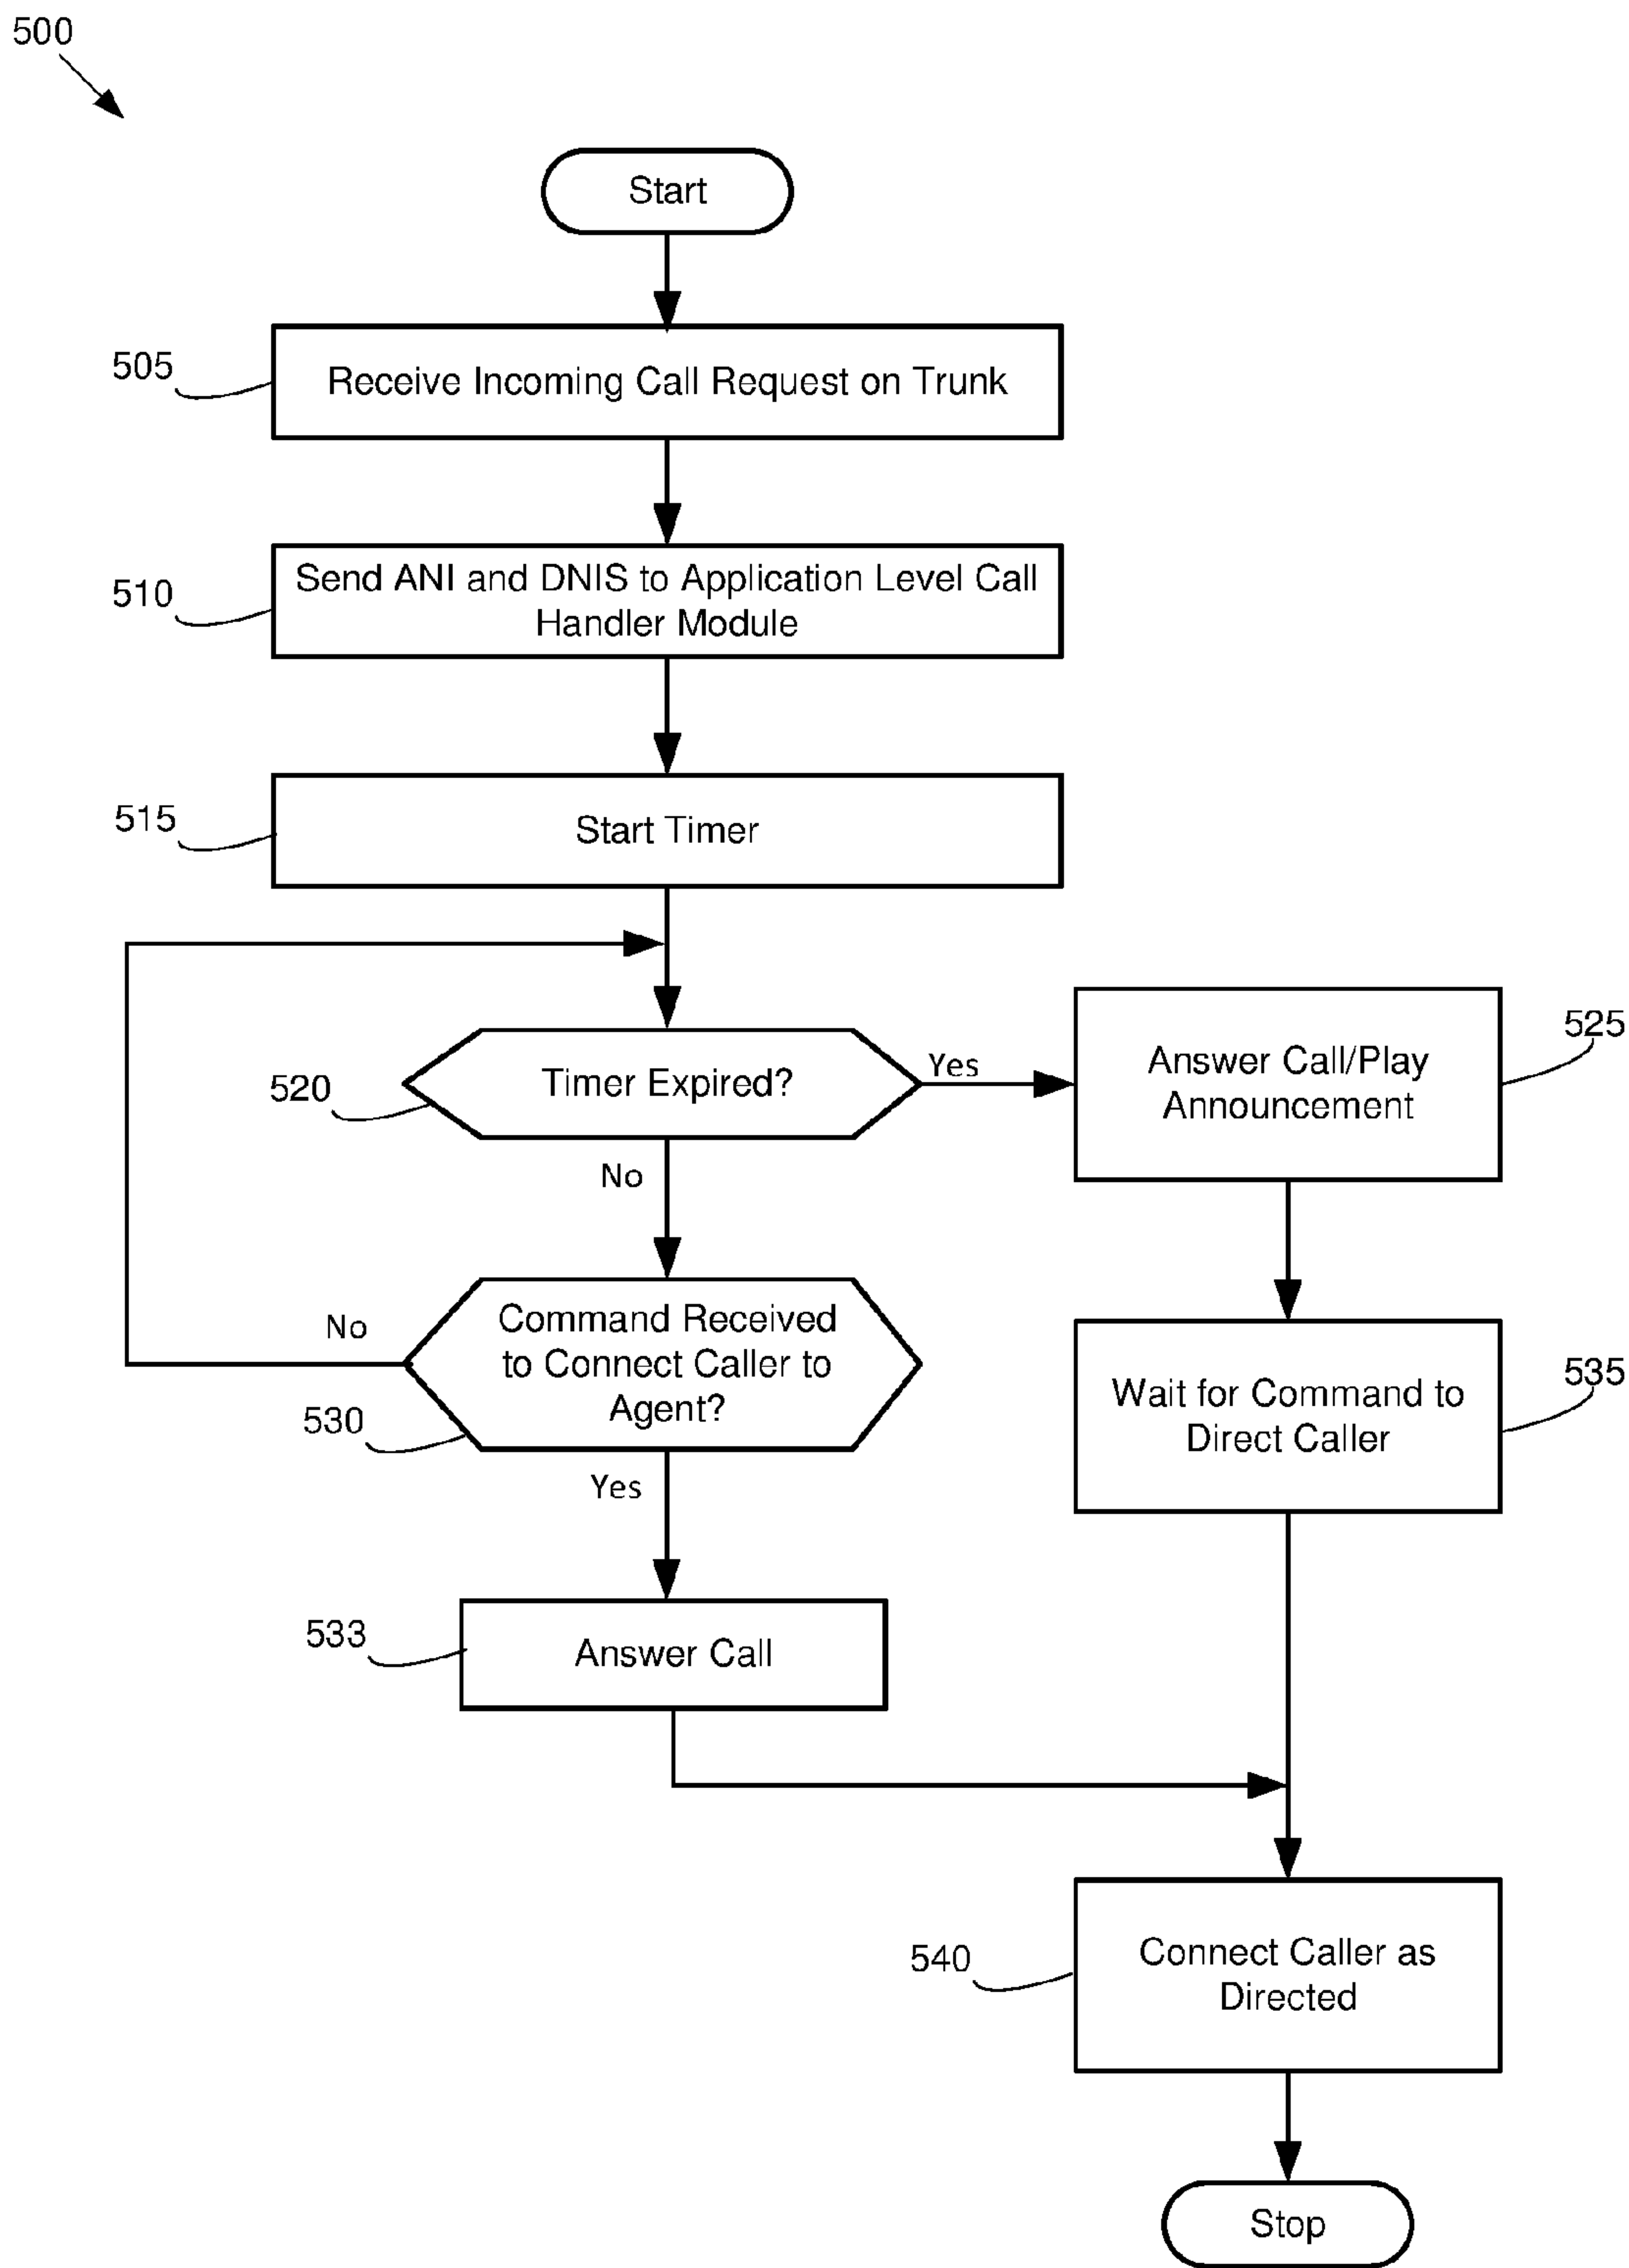 500
Start
505
Receive Incoming Call Request on Trunk
510
Send ANI and DNIS to Application Level Call
Handler Module
515
Start Timer
520
Timer Expired?
Yes
No
525
Answer Call/Play
Announcement
530
Command Received
to Connect Caller to
Agent?
No
Yes
535
Wait for Command to
Direct Caller
533
Answer Call
540
Connect Caller as
Directed
Stop